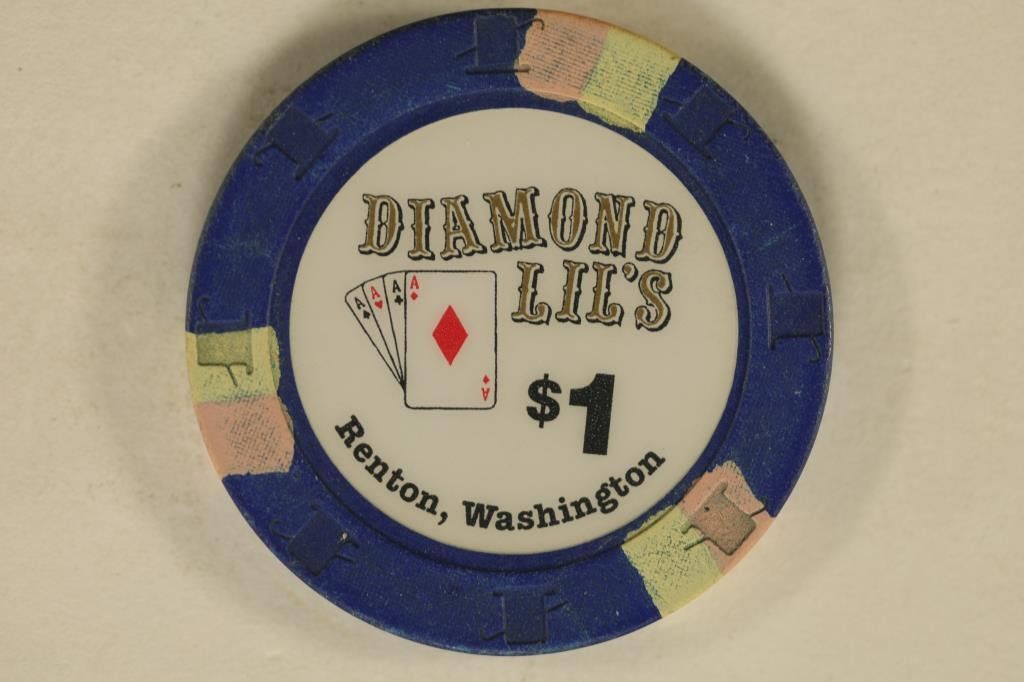 DIAMOND
LIL'S
A A A A
A
$1
Renton, Washington